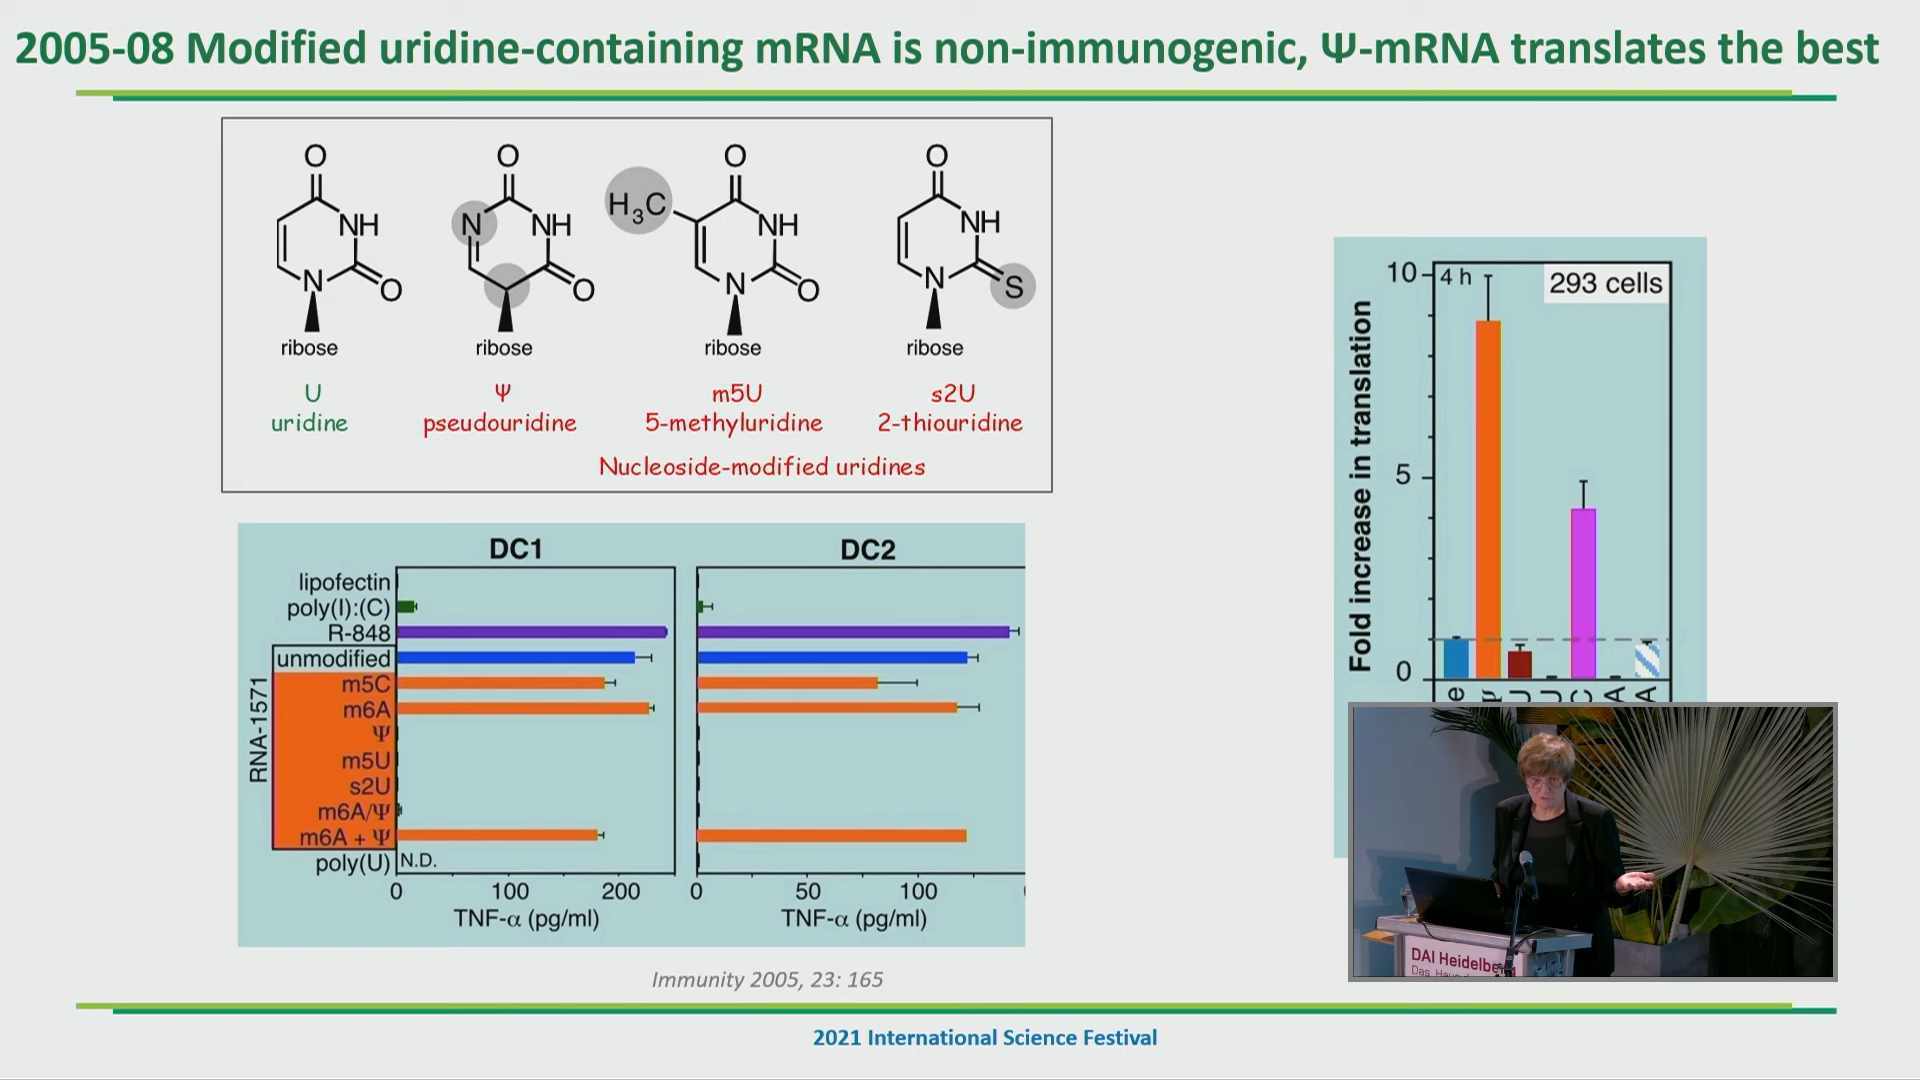 2005-08 Modified uridine-containing mRNA is non-immunogenic, Ψ-mRNA translates the best
O
NH
N
O
ribose
U
uridine
O
N
NH
O
ribose
Ψ
pseudouridine
H3C
O
NH
N
O
ribose
m5U
5-methyluridine
O
NH
N
S
ribose
s2U
2-thiouridine
Nucleoside-modified uridines
DC1
DC2
lipofectin
poly(I):(C)
R-848
RNA-1571
unmodified
m5C
m6A
Ψ
m5U
s2U
m6A/Ψ
m6A + Ψ
poly(U)
N.D.
0 100 200
TNF-α (pg/ml)
0 50 100
TNF-α (pg/ml)
Immunity 2005, 23: 165
Fold increase in translation
10
5
0
4 h
293 cells
e
Ψ
U
U
C
A
A
DAI Heidelberg
Das Haus
2021 International Science Festival